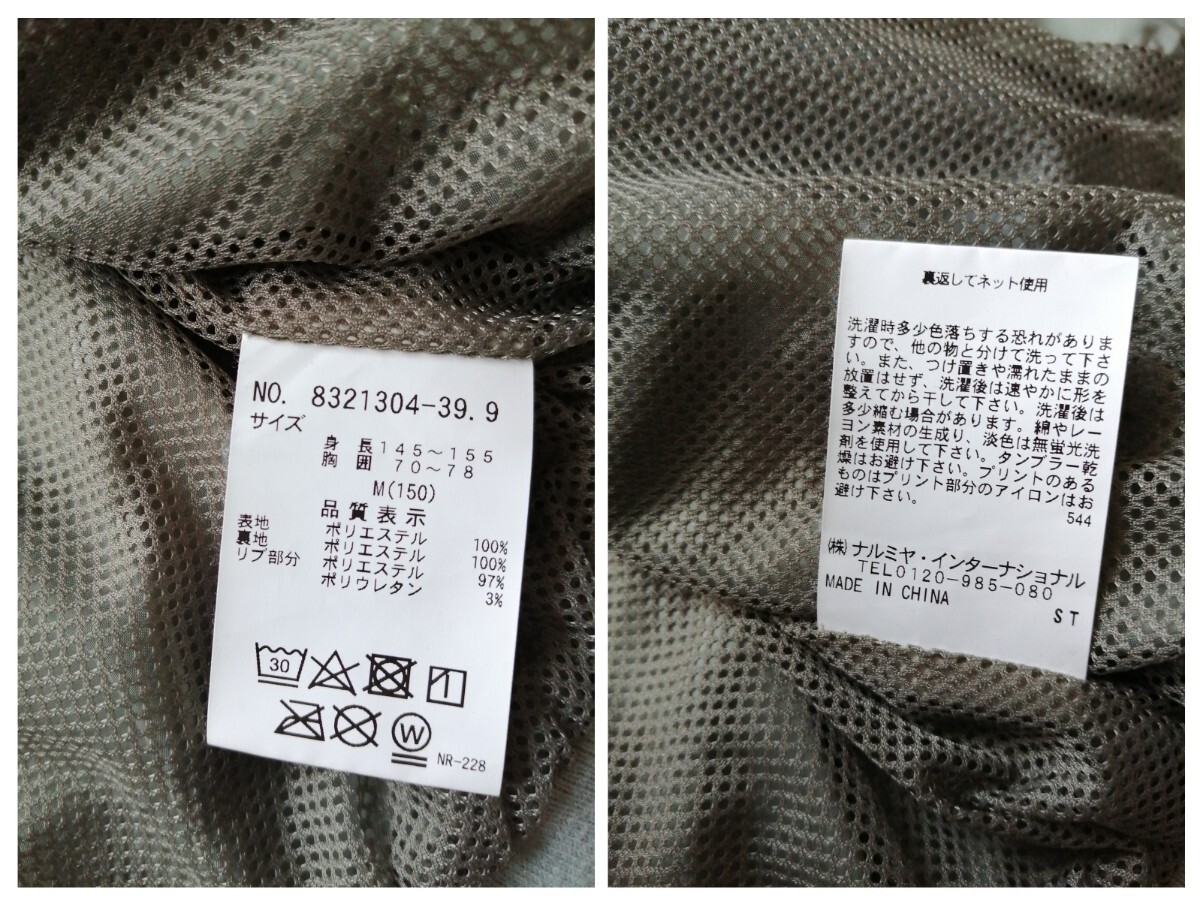 NO. 8321304-39.9
サイズ
身長145～155
胸囲 70～78
M(150)
品質表示
表地 ポリエステル 100%
裏地 ポリエステル 100%
リブ部分 ポリエステル 97%
ポリウレタン 3%
30
W
NR-228
裏返してネット使用
洗濯時多少色落ちする恐れがありま
すので、他の物と分けて洗って下さ
い。また、つけ置きや濡れたままの
放置はせず、洗濯後は速やかに形を
整えてから干して下さい。洗濯後は
多少縮む場合があります。綿やレー
ヨン素材の生成り、淡色は無蛍光洗
剤を使用して下さい。タンブラー乾
燥はお避け下さい。プリントのある
ものはプリント部分のアイロンはお
避け下さい。
544
㈱ナルミヤ・インターナショナル
TEL0120-985-080
MADE IN CHINA
ST